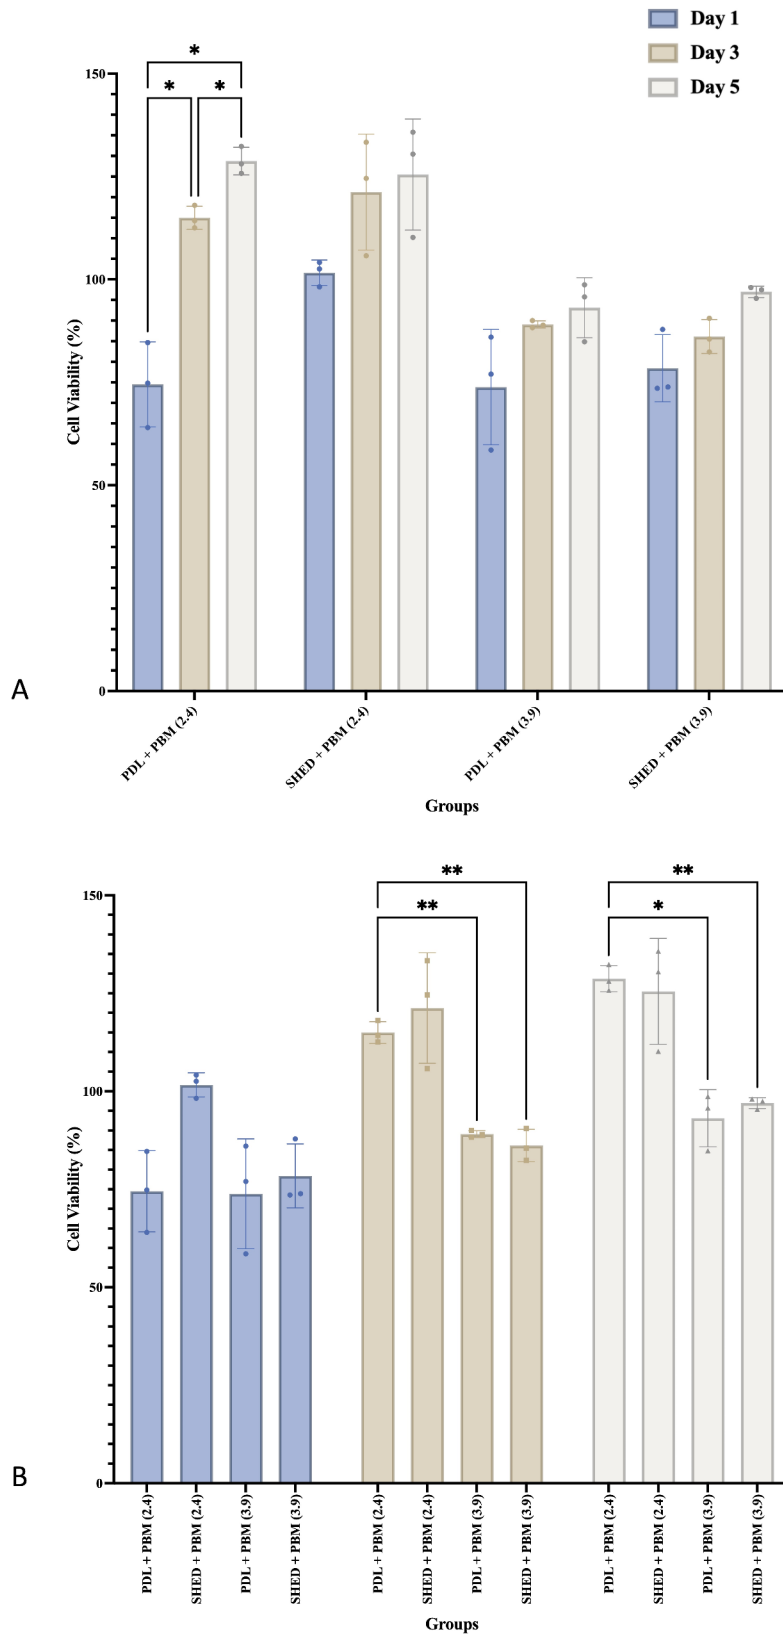 Day 1
Day 3
Day 5
*
*
*
150
100
50
0
Cell Viability (%)
PDL + PBM (2.4)
SHED + PBM (2.4)
PDL + PBM (3.9)
SHED + PBM (3.9)
Groups
A
**
**
**
*
150
100
50
0
Cell Viability (%)
PDL + PBM (2.4)
SHED + PBM (2.4)
PDL + PBM (3.9)
SHED + PBM (3.9)
PDL + PBM (2.4)
SHED + PBM (2.4)
PDL + PBM (3.9)
SHED + PBM (3.9)
PDL + PBM (2.4)
SHED + PBM (2.4)
PDL + PBM (3.9)
SHED + PBM (3.9)
Groups
B